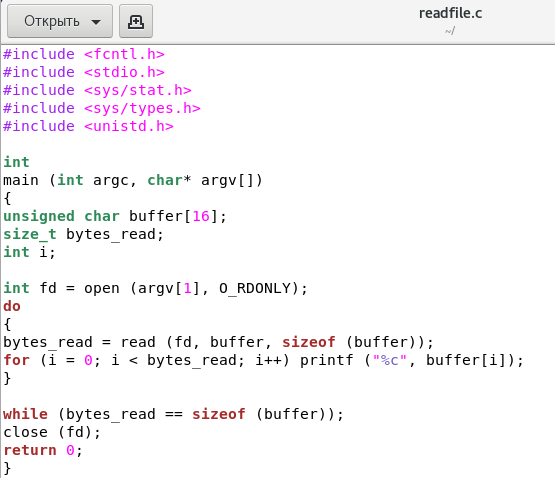 Открыть
readfile.c
~/
#include <fcntl.h>
#include <stdio.h>
#include <sys/stat.h>
#include <sys/types.h>
#include <unistd.h>
int
main (int argc, char* argv[])
{
unsigned char buffer[16];
size_t bytes_read;
int i;
int fd = open (argv[1], O_RDONLY);
do
{
bytes_read = read (fd, buffer, sizeof (buffer));
for (i = 0; i < bytes_read; i++) printf ("%c", buffer[i]);
}
while (bytes_read == sizeof (buffer));
close (fd);
return 0;
}